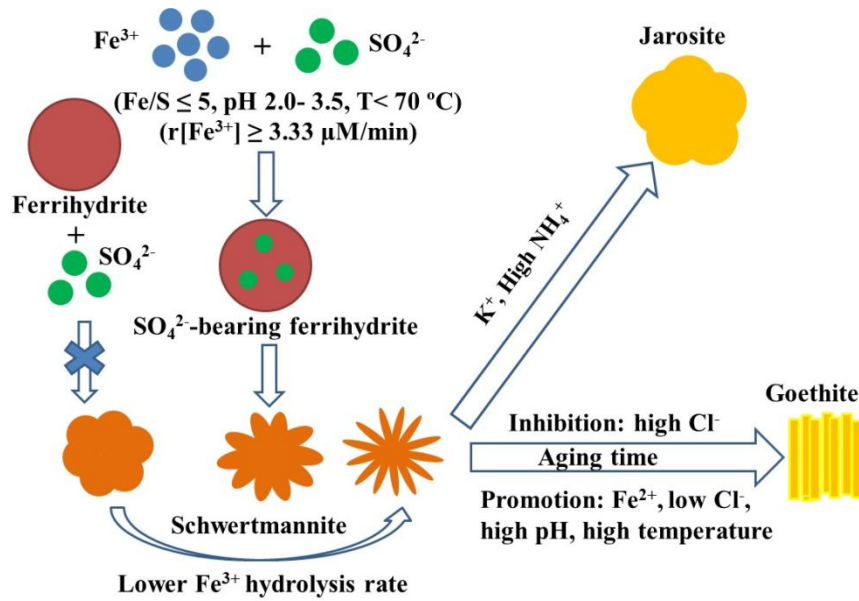 Fe³⁺ + SO₄²⁻
(Fe/S ≤ 5, pH 2.0- 3.5, T< 70 ºC)
(r[Fe³⁺] ≥ 3.33 µM/min)
Ferrihydrite
+
SO₄²⁻
SO₄²⁻-bearing ferrihydrite
Schwertmannite
Lower Fe³⁺ hydrolysis rate
Jarosite
K⁺, High NH₄⁺
Inhibition: high Cl⁻
Aging time
Promotion: Fe²⁺, low Cl⁻,
high pH, high temperature
Goethite